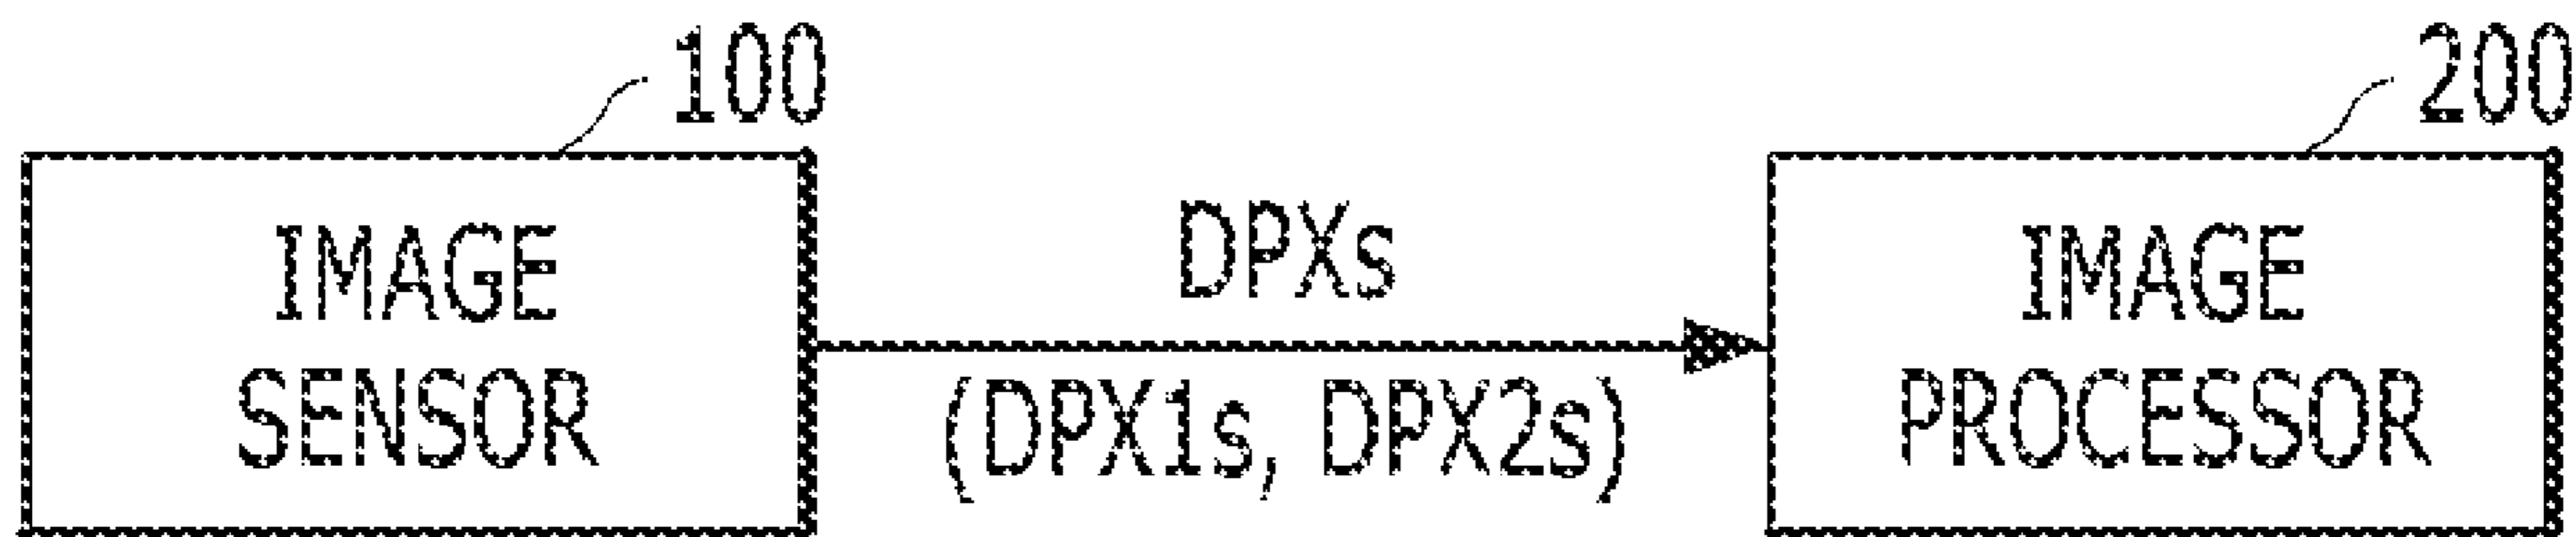 100
200
IMAGE
SENSOR
DPXs
(DPX1s, DPX2s)
IMAGE
PROCESSOR